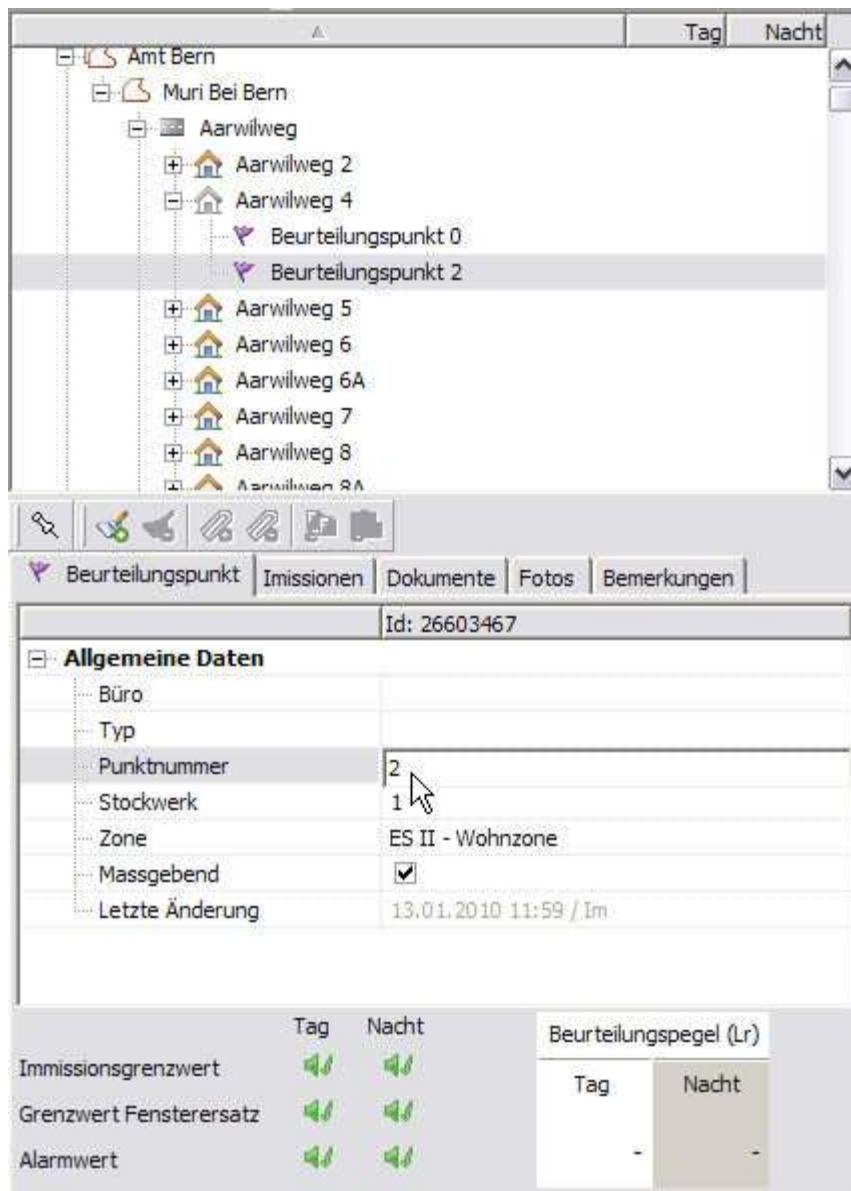 Tag Nacht
Amt Bern
Muri Bei Bern
Aarwilweg
Aarwilweg 2
Aarwilweg 4
Beurteilungspunkt 0
Beurteilungspunkt 2
Aarwilweg 5
Aarwilweg 6
Aarwilweg 6A
Aarwilweg 7
Aarwilweg 8
Aarwilweg 8A
Beurteilungspunkt Imissionen Dokumente Fotos Bemerkungen
Id: 26603467
Allgemeine Daten
Büro
Typ
Punktnummer 2
Stockwerk 1
Zone ES II - Wohnzone
Massgebend
Letzte Änderung 13.01.2010 11:59 / Im
Tag Nacht Beurteilungspegel (Lr)
Immissionsgrenzwert
Tag Nacht
Grenzwert Fensterersatz
Alarmwert - -